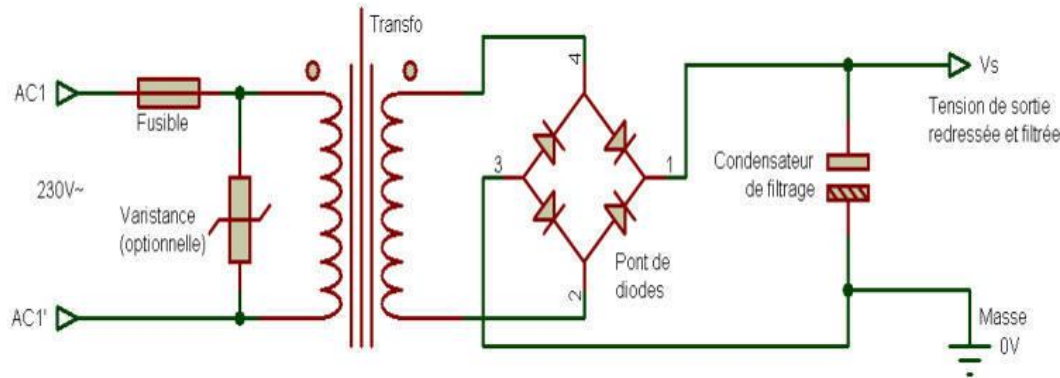 Transfo
AC1
Fusible
230V~
Varistance
(optionnelle)
AC1'
4
3
1
2
Pont de
diodes
Condensateur
de filtrage
Vs
Tension de sortie
redressée et filtrée
Masse
0V